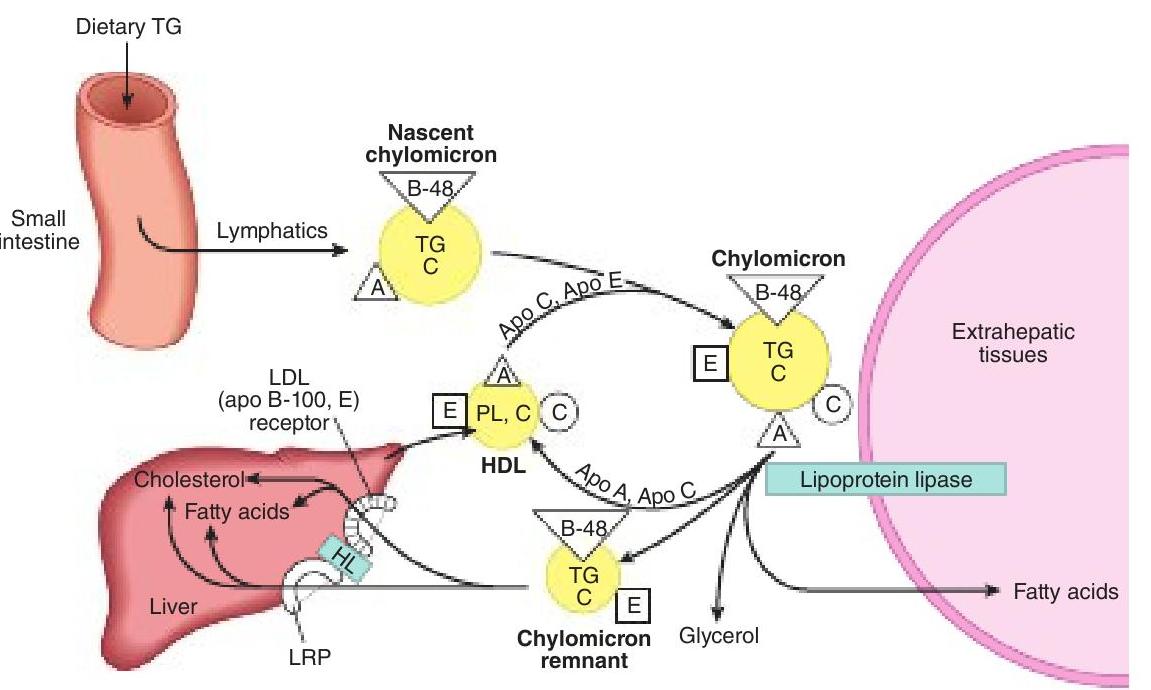 Dietary TG
Small
intestine
Lymphatics
Nascent
chylomicron
B-48
TG
C
A
Apo C, Apo E
Chylomicron
B-48
TG
C
E
C
A
Extrahepatic
tissues
Lipoprotein lipase
LDL
(apo B-100, E)
receptor
A
E
PL, C
C
HDL
Apo A, Apo C
Cholesterol
Fatty acids
HL
Liver
LRP
B-48
TG
C
E
Chylomicron
remnant
Glycerol
Fatty acids